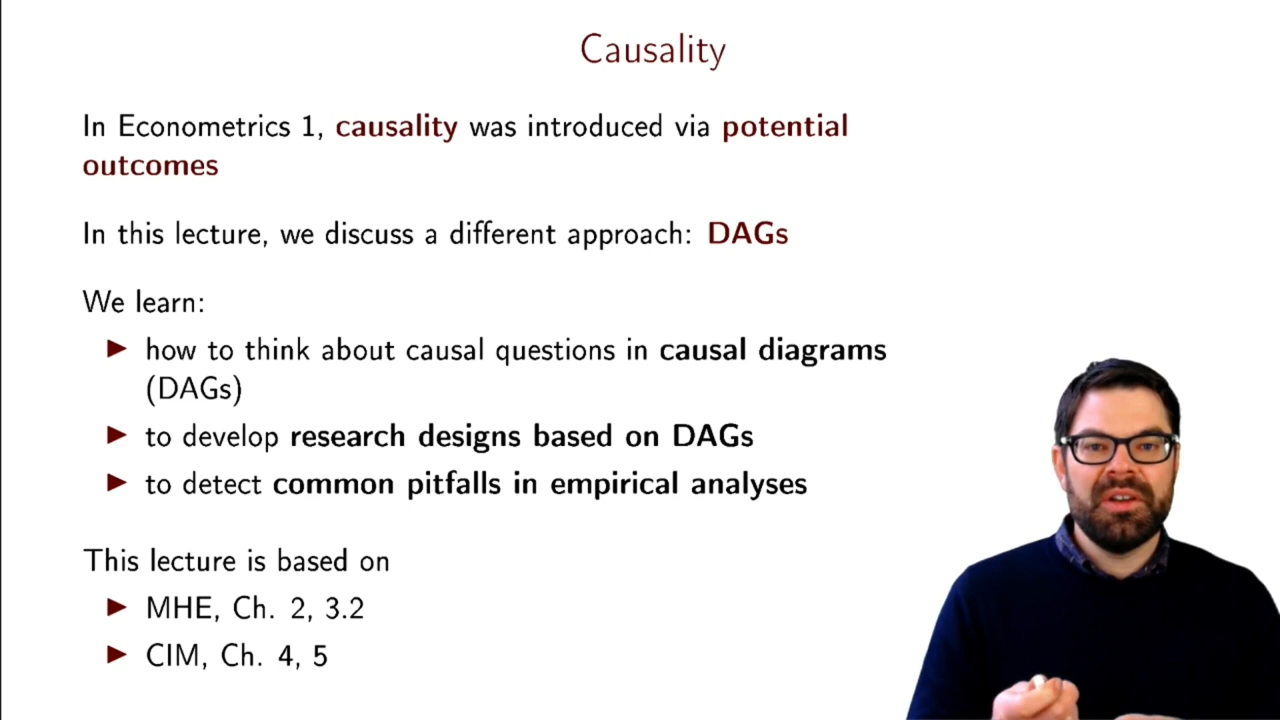 Causality
In Econometrics 1, causality was introduced via potential
outcomes
In this lecture, we discuss a different approach: DAGs
We learn:
▶ how to think about causal questions in causal diagrams
(DAGs)
▶ to develop research designs based on DAGs
▶ to detect common pitfalls in empirical analyses
This lecture is based on
▶ MHE, Ch. 2, 3.2
▶ CIM, Ch. 4, 5